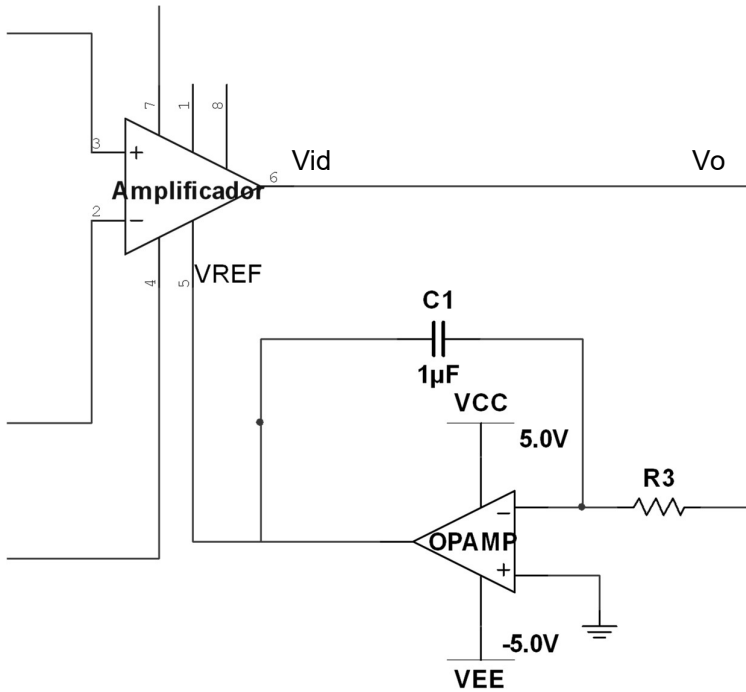 7
1
8
3
+
Vid
Vo
6
Amplificador
2
−
VREF
4
5
C1
1µF
VCC
5.0V
R3
−
OPAMP
+
-5.0V
VEE